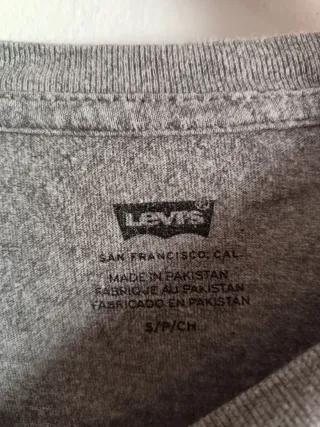 Levi's®
SAN FRANCISCO, CAL.
MADE IN PAKISTAN
FABRIQUE AU PAKISTAN
FABRICADO EN PAKISTAN
S/P/CH